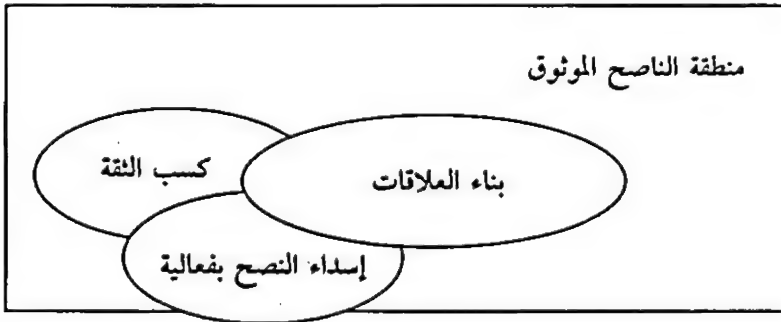 منطقة الناصح الموثوق
كسب الثقة
بناء العلاقات
إسداء النصح بفعالية